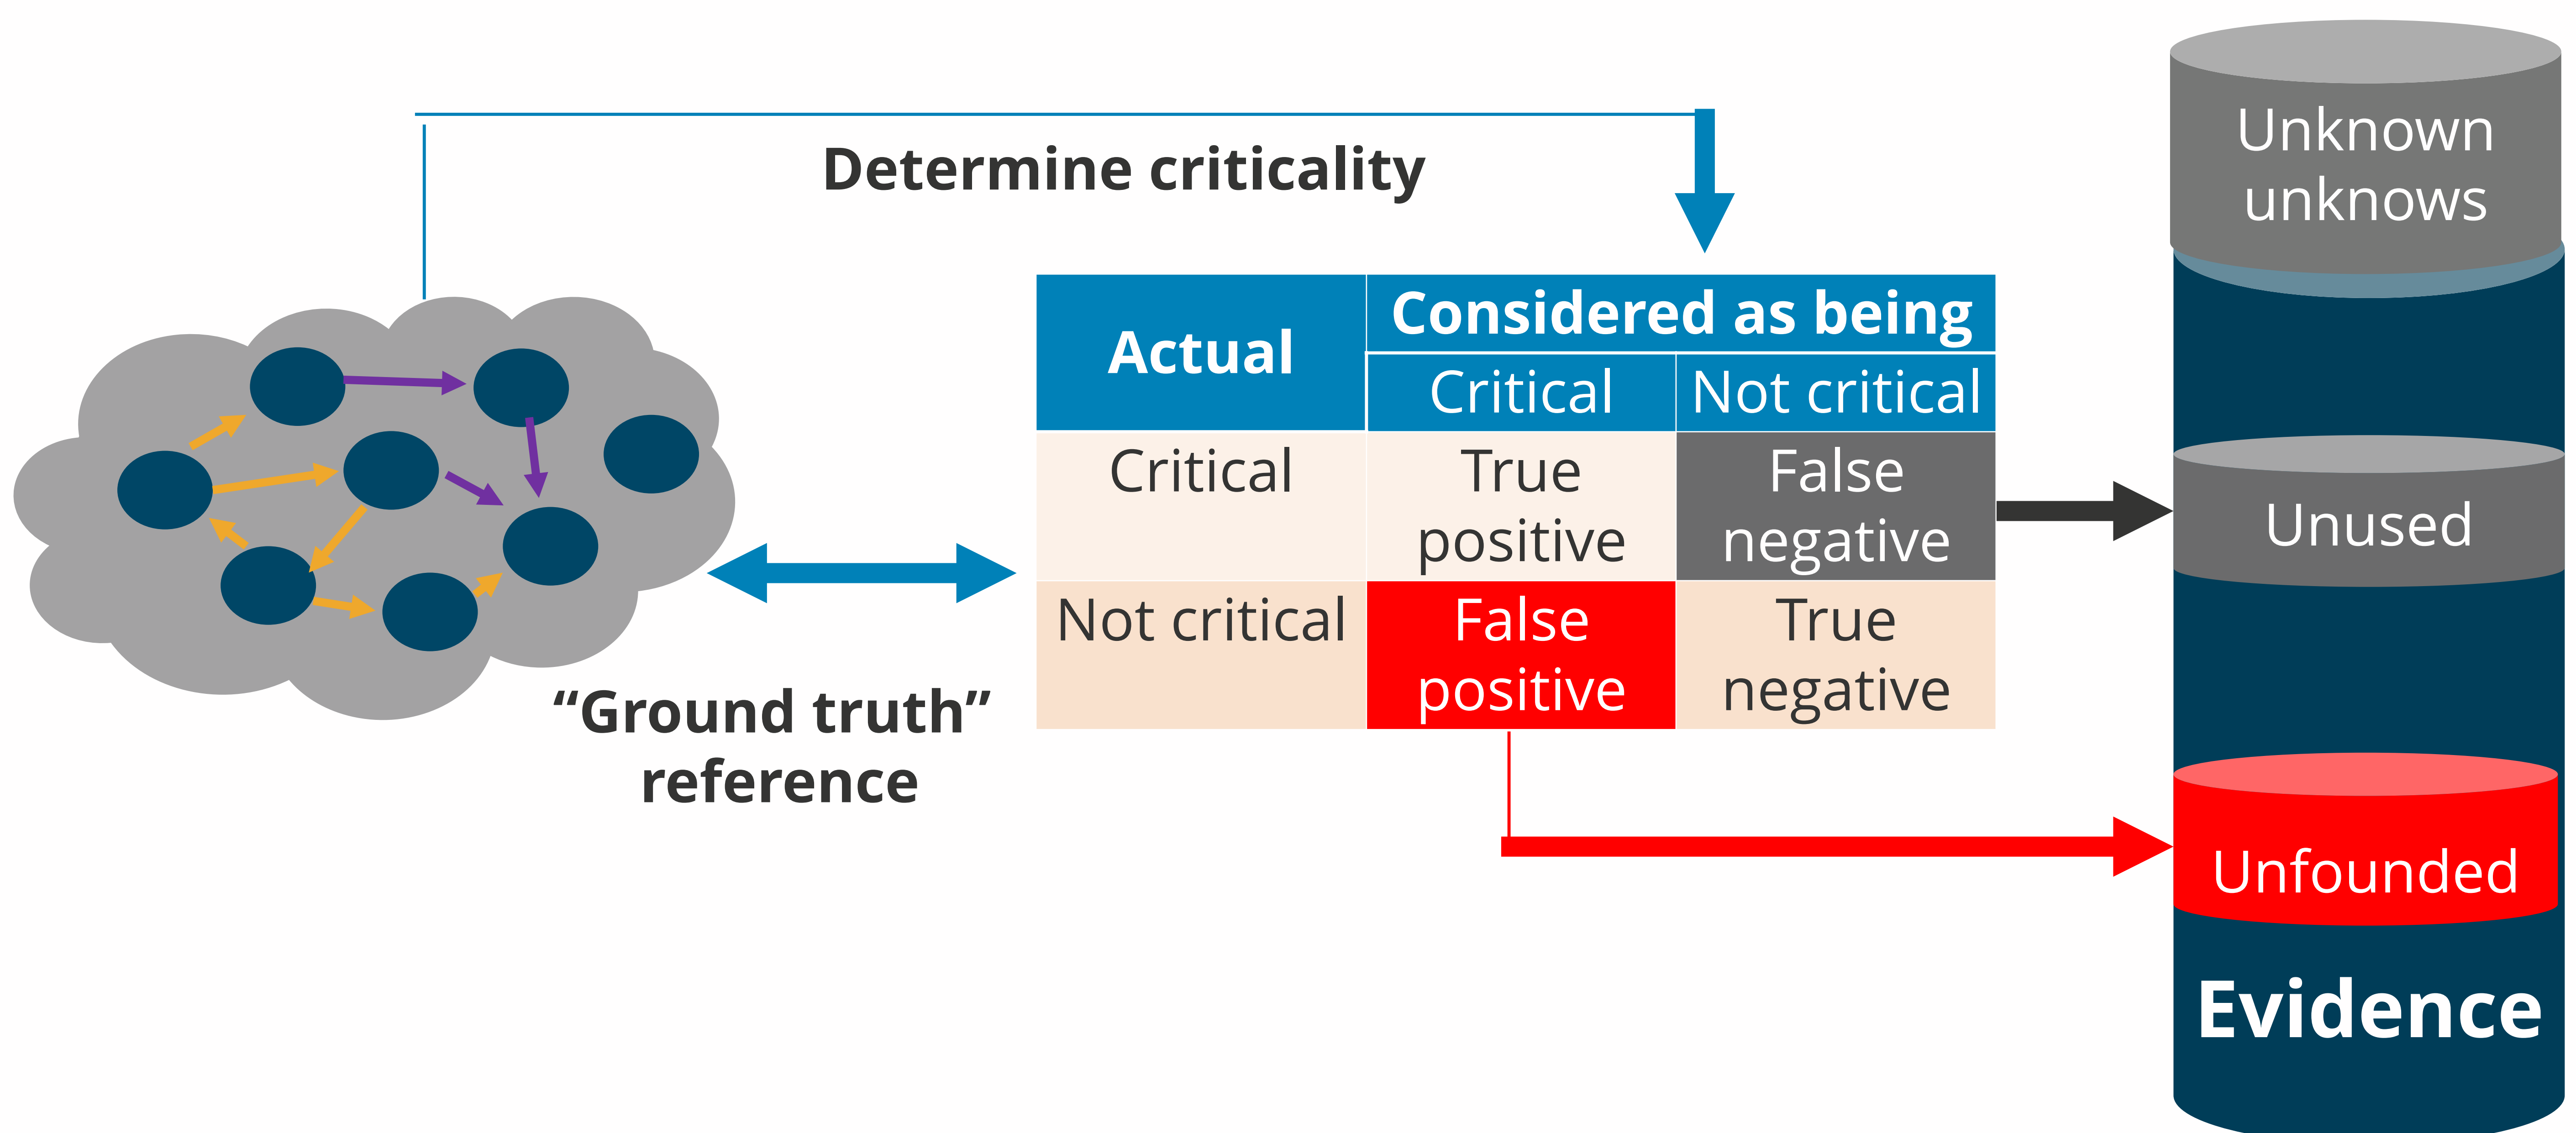 Determine criticality
“Ground truth”
reference
Actual
Considered as being
Critical
Not critical
Critical
True
positive
False
negative
Not critical
False
positive
True
negative
Unknown
unknows
Unused
Unfounded
Evidence